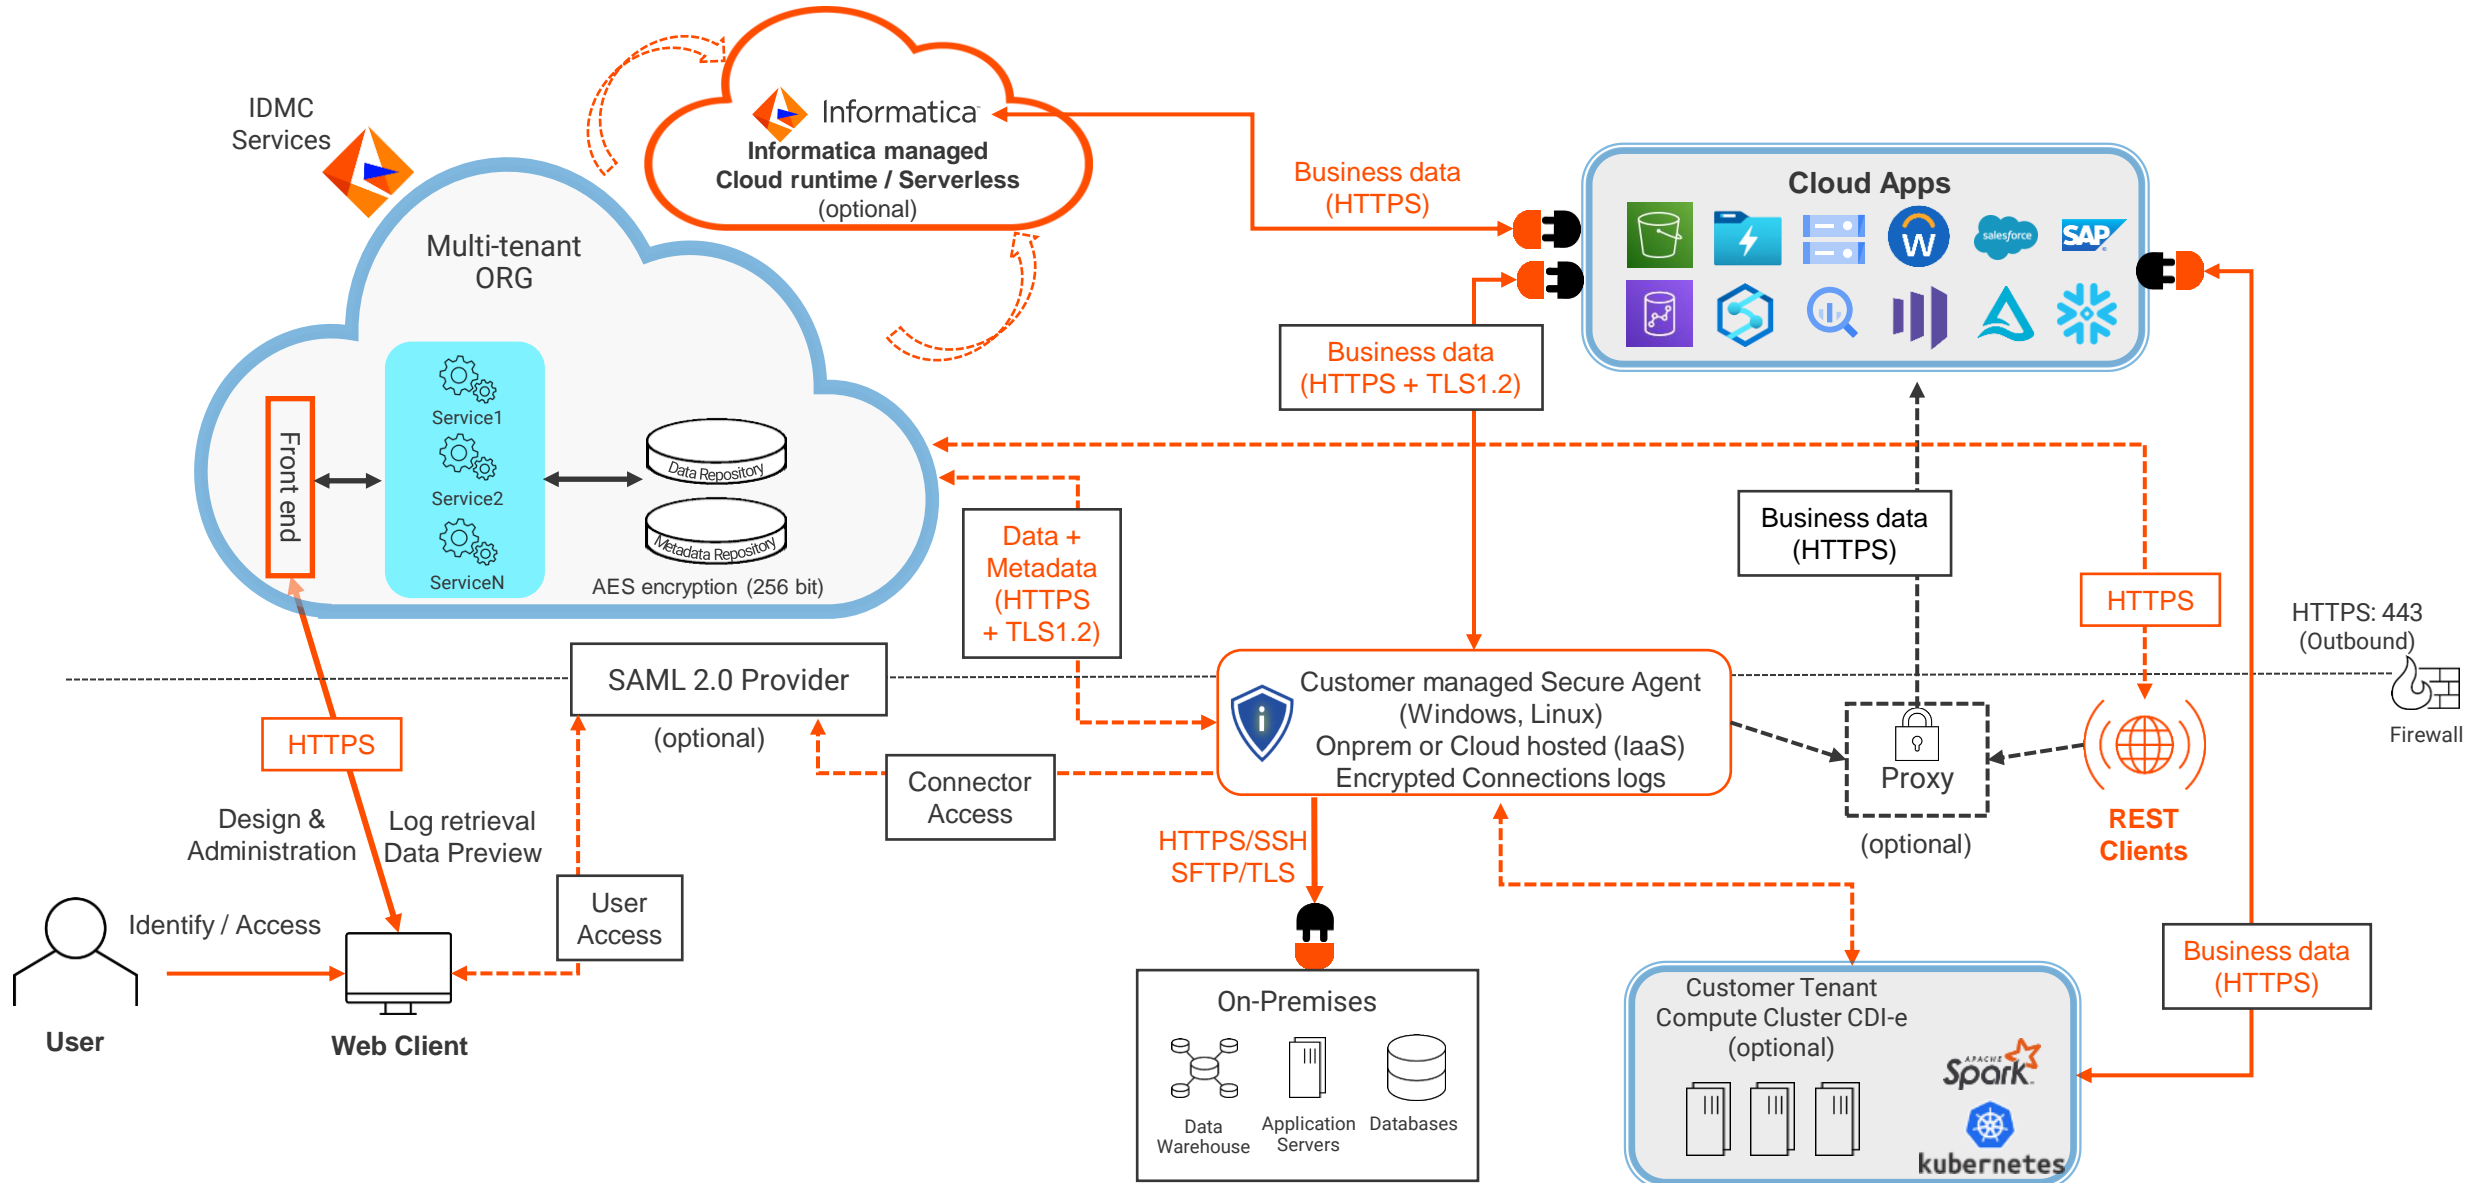 IDMC
Services
Informatica
Informatica managed
Cloud runtime / Serverless
(optional)
Business data
(HTTPS)
Cloud Apps
W
salesforce
SAP
Multi-tenant
ORG
Business data
(HTTPS + TLS1.2)
Front end
Service1
Service2
ServiceN
Data Repository
Metadata Repository
AES encryption (256 bit)
Data +
Metadata
(HTTPS
+ TLS1.2)
Business data
(HTTPS)
HTTPS
HTTPS: 443
(Outbound)
Firewall
SAML 2.0 Provider
(optional)
Customer managed Secure Agent
(Windows, Linux)
Onprem or Cloud hosted (IaaS)
Encrypted Connections logs
i
Proxy
(optional)
REST
Clients
HTTPS
Design &
Administration
Log retrieval
Data Preview
Connector
Access
HTTPS/SSH
SFTP/TLS
User
Access
Identify / Access
User
Web Client
On-Premises
Data
Warehouse
Application
Servers
Databases
Customer Tenant
Compute Cluster CDI-e
(optional)
APACHE
Spark
kubernetes
Business data
(HTTPS)